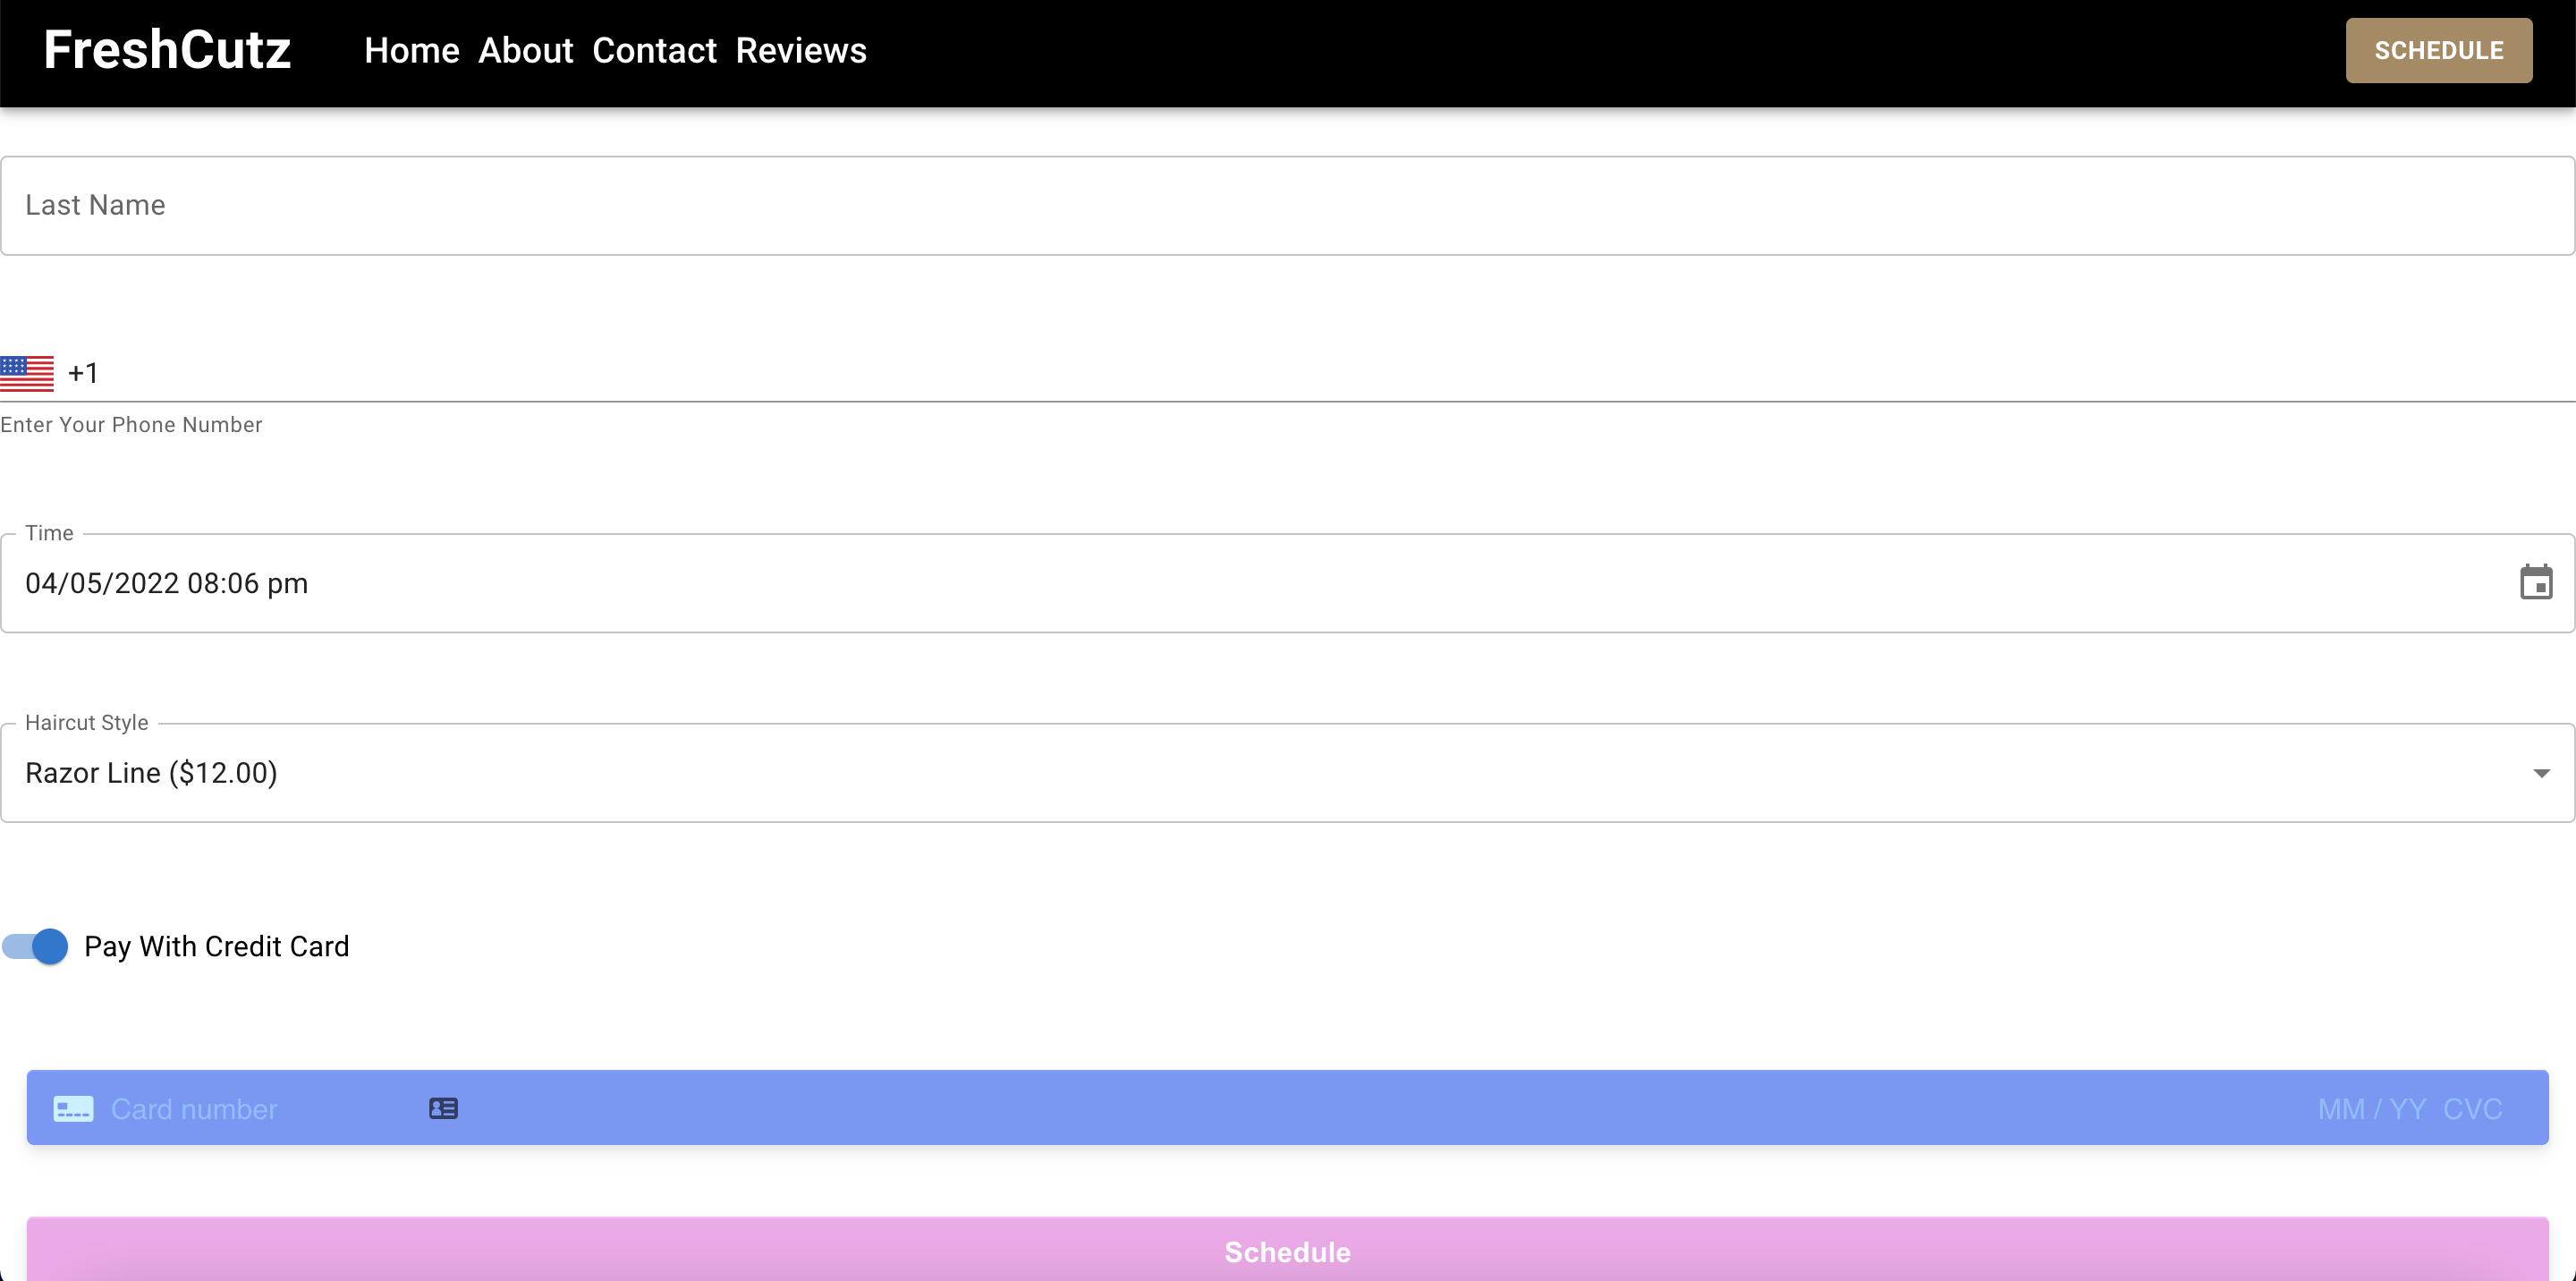 FreshCutz Home About Contact Reviews SCHEDULE
Last Name
+1
Enter Your Phone Number
Time
04/05/2022 08:06 pm
Haircut Style
Razor Line ($12.00)
Pay With Credit Card
Card number MM / YY CVC
Schedule